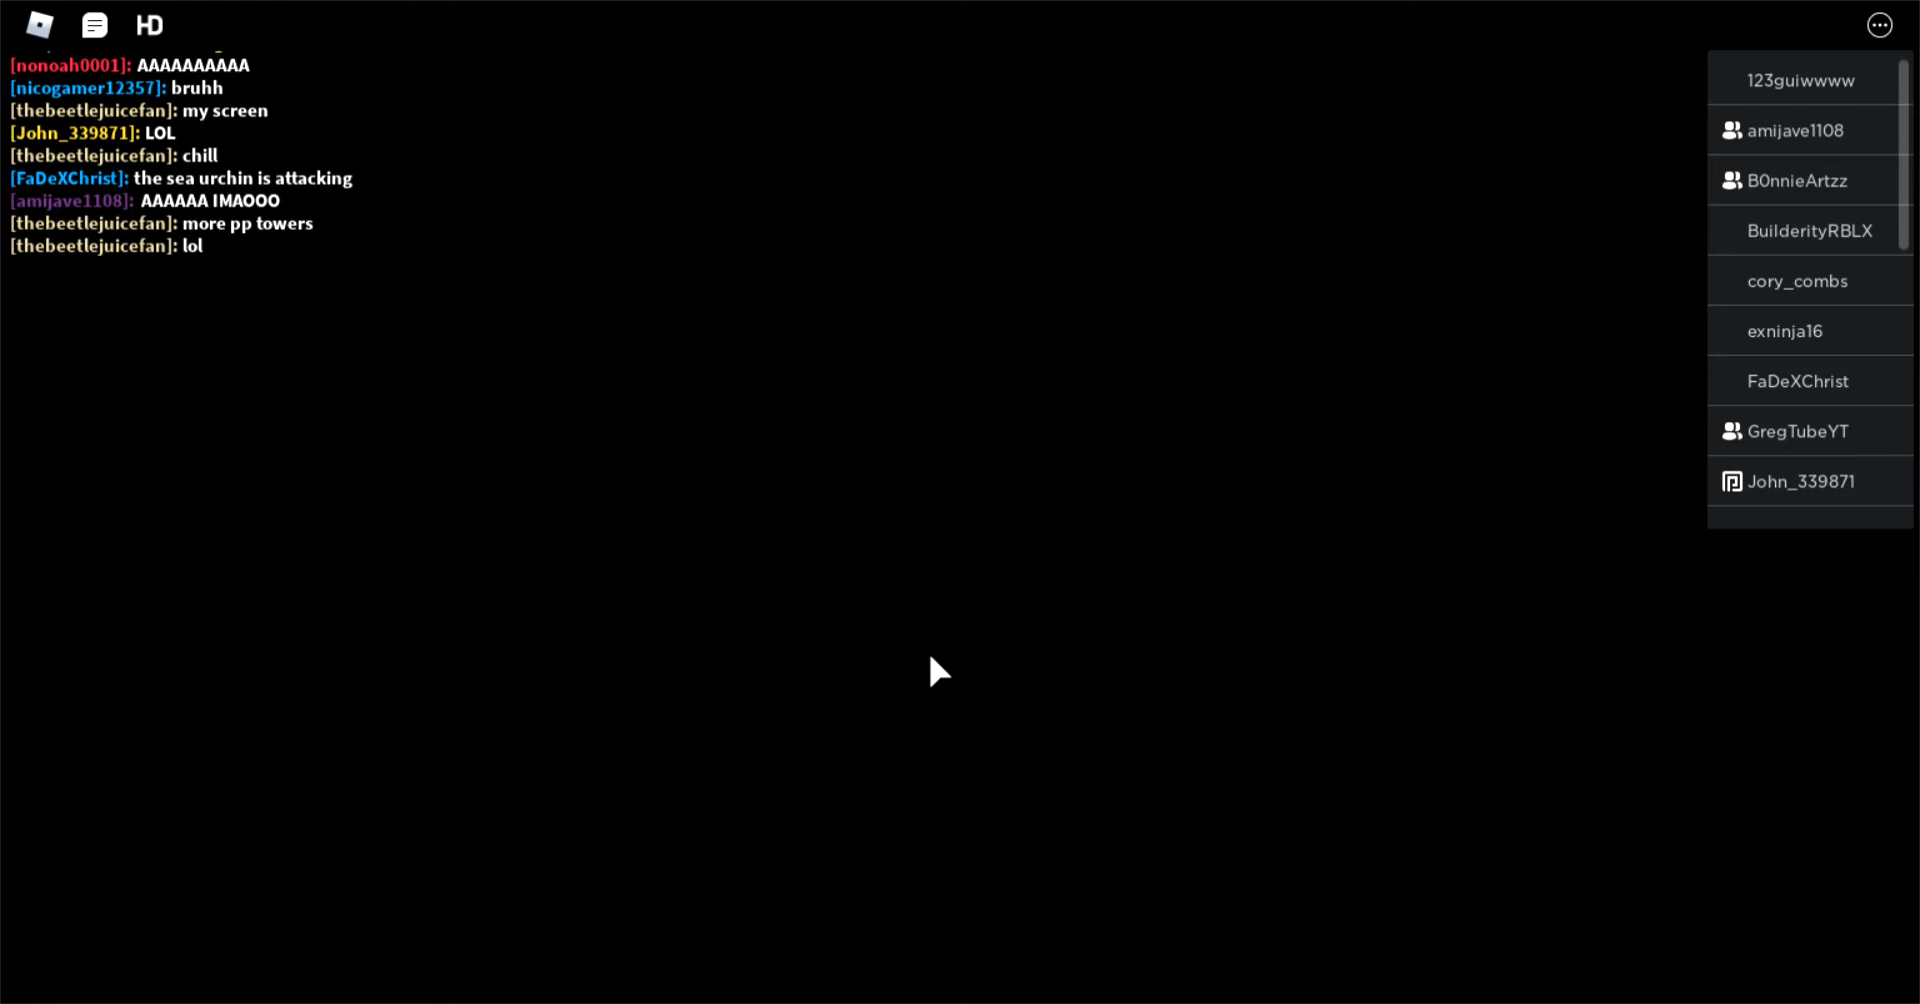 HD
[nonoah0001]: AAAAAAAAAA
[nicogamer12357]: bruhh
[thebeetlejuicefan]: my screen
[John_339871]: LOL
[thebeetlejuicefan]: chill
[FaDeXChrist]: the sea urchin is attacking
[amijave1108]: AAAAAA lMAOOO
[thebeetlejuicefan]: more pp towers
[thebeetlejuicefan]: lol
123guiwwww
amijave1108
B0nnieArtzz
BuilderityRBLX
cory_combs
exninja16
FaDeXChrist
GregTubeYT
John_339871